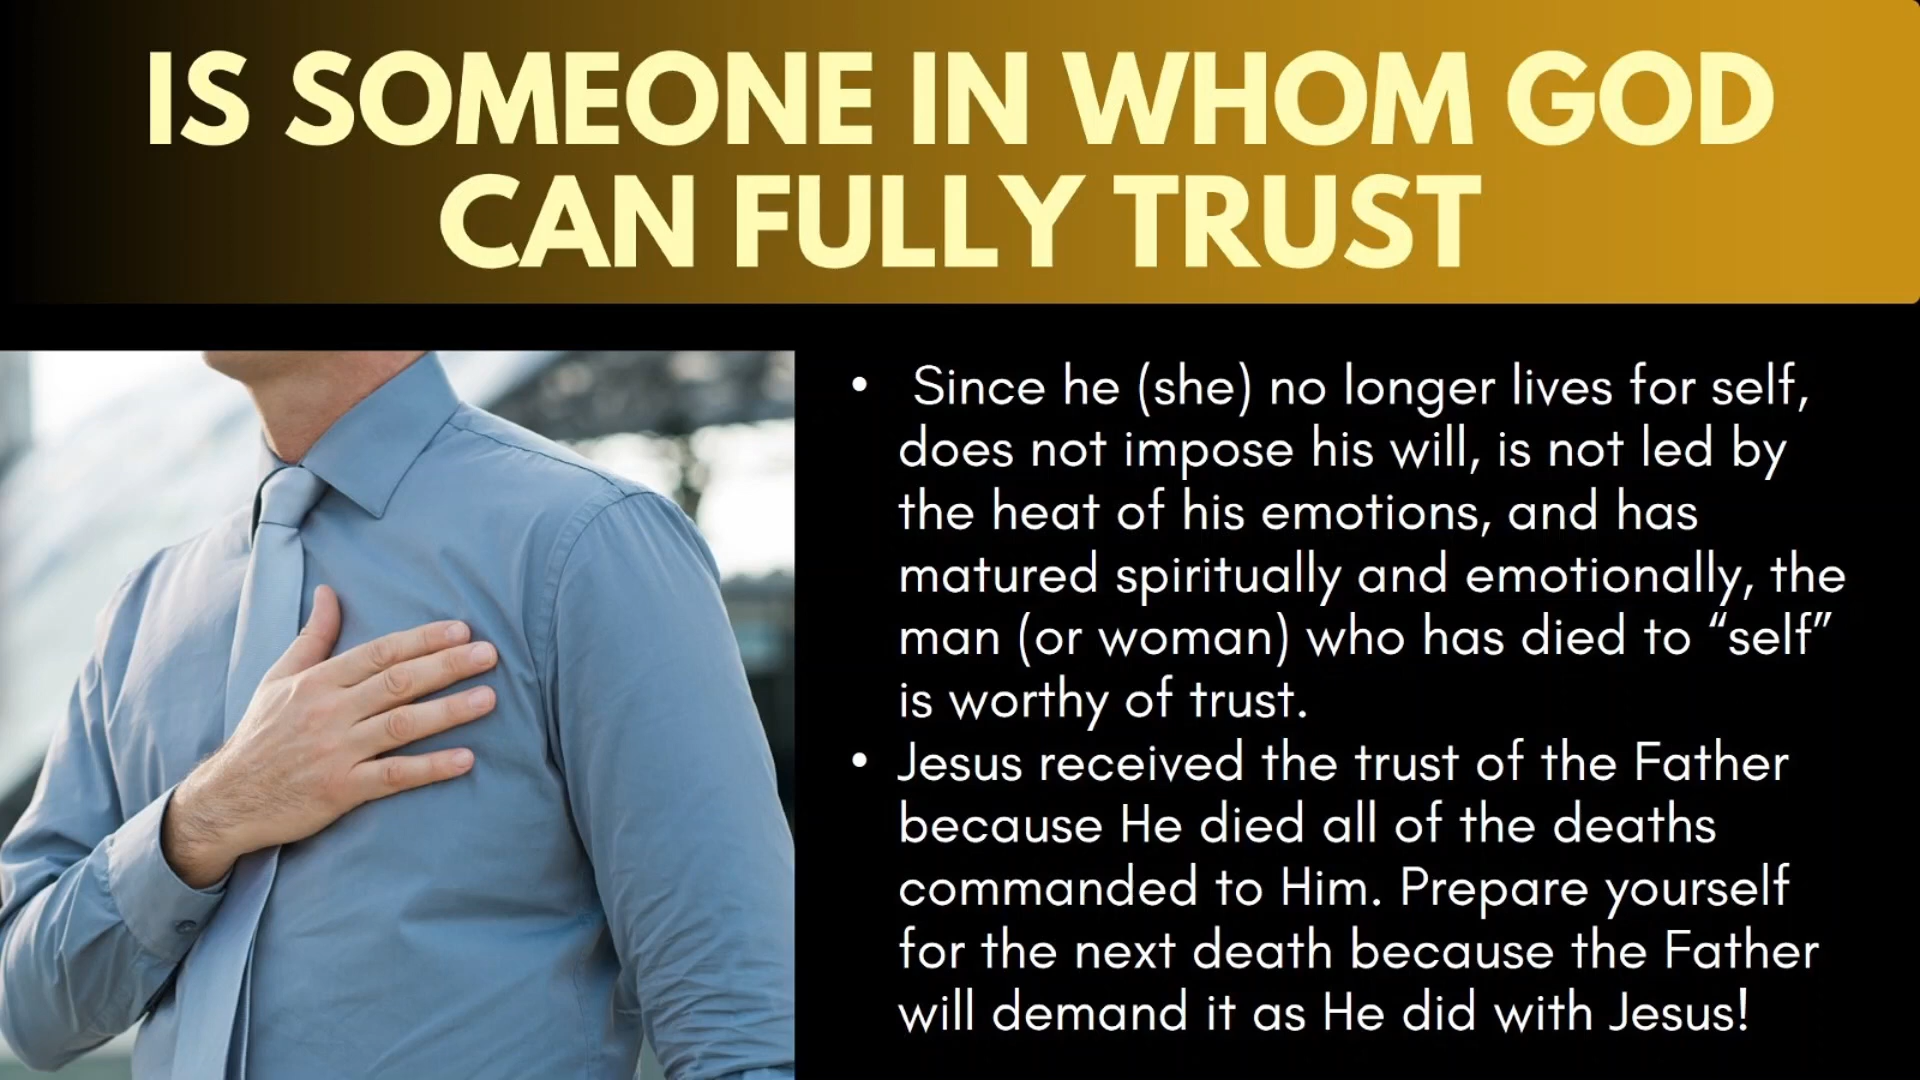 IS SOMEONE IN WHOM GOD
CAN FULLY TRUST
• Since he (she) no longer lives for self,
does not impose his will, is not led by
the heat of his emotions, and has
matured spiritually and emotionally, the
man (or woman) who has died to “self”
is worthy of trust.
• Jesus received the trust of the Father
because He died all of the deaths
commanded to Him. Prepare yourself
for the next death because the Father
will demand it as He did with Jesus!